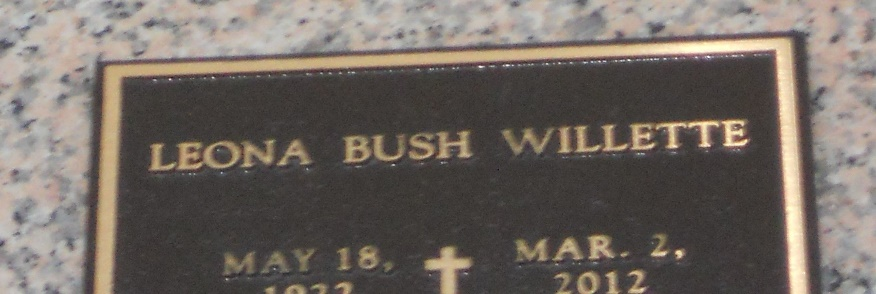 LEONA BUSH WILLETTE
MAY 18, MAR. 2,
2012